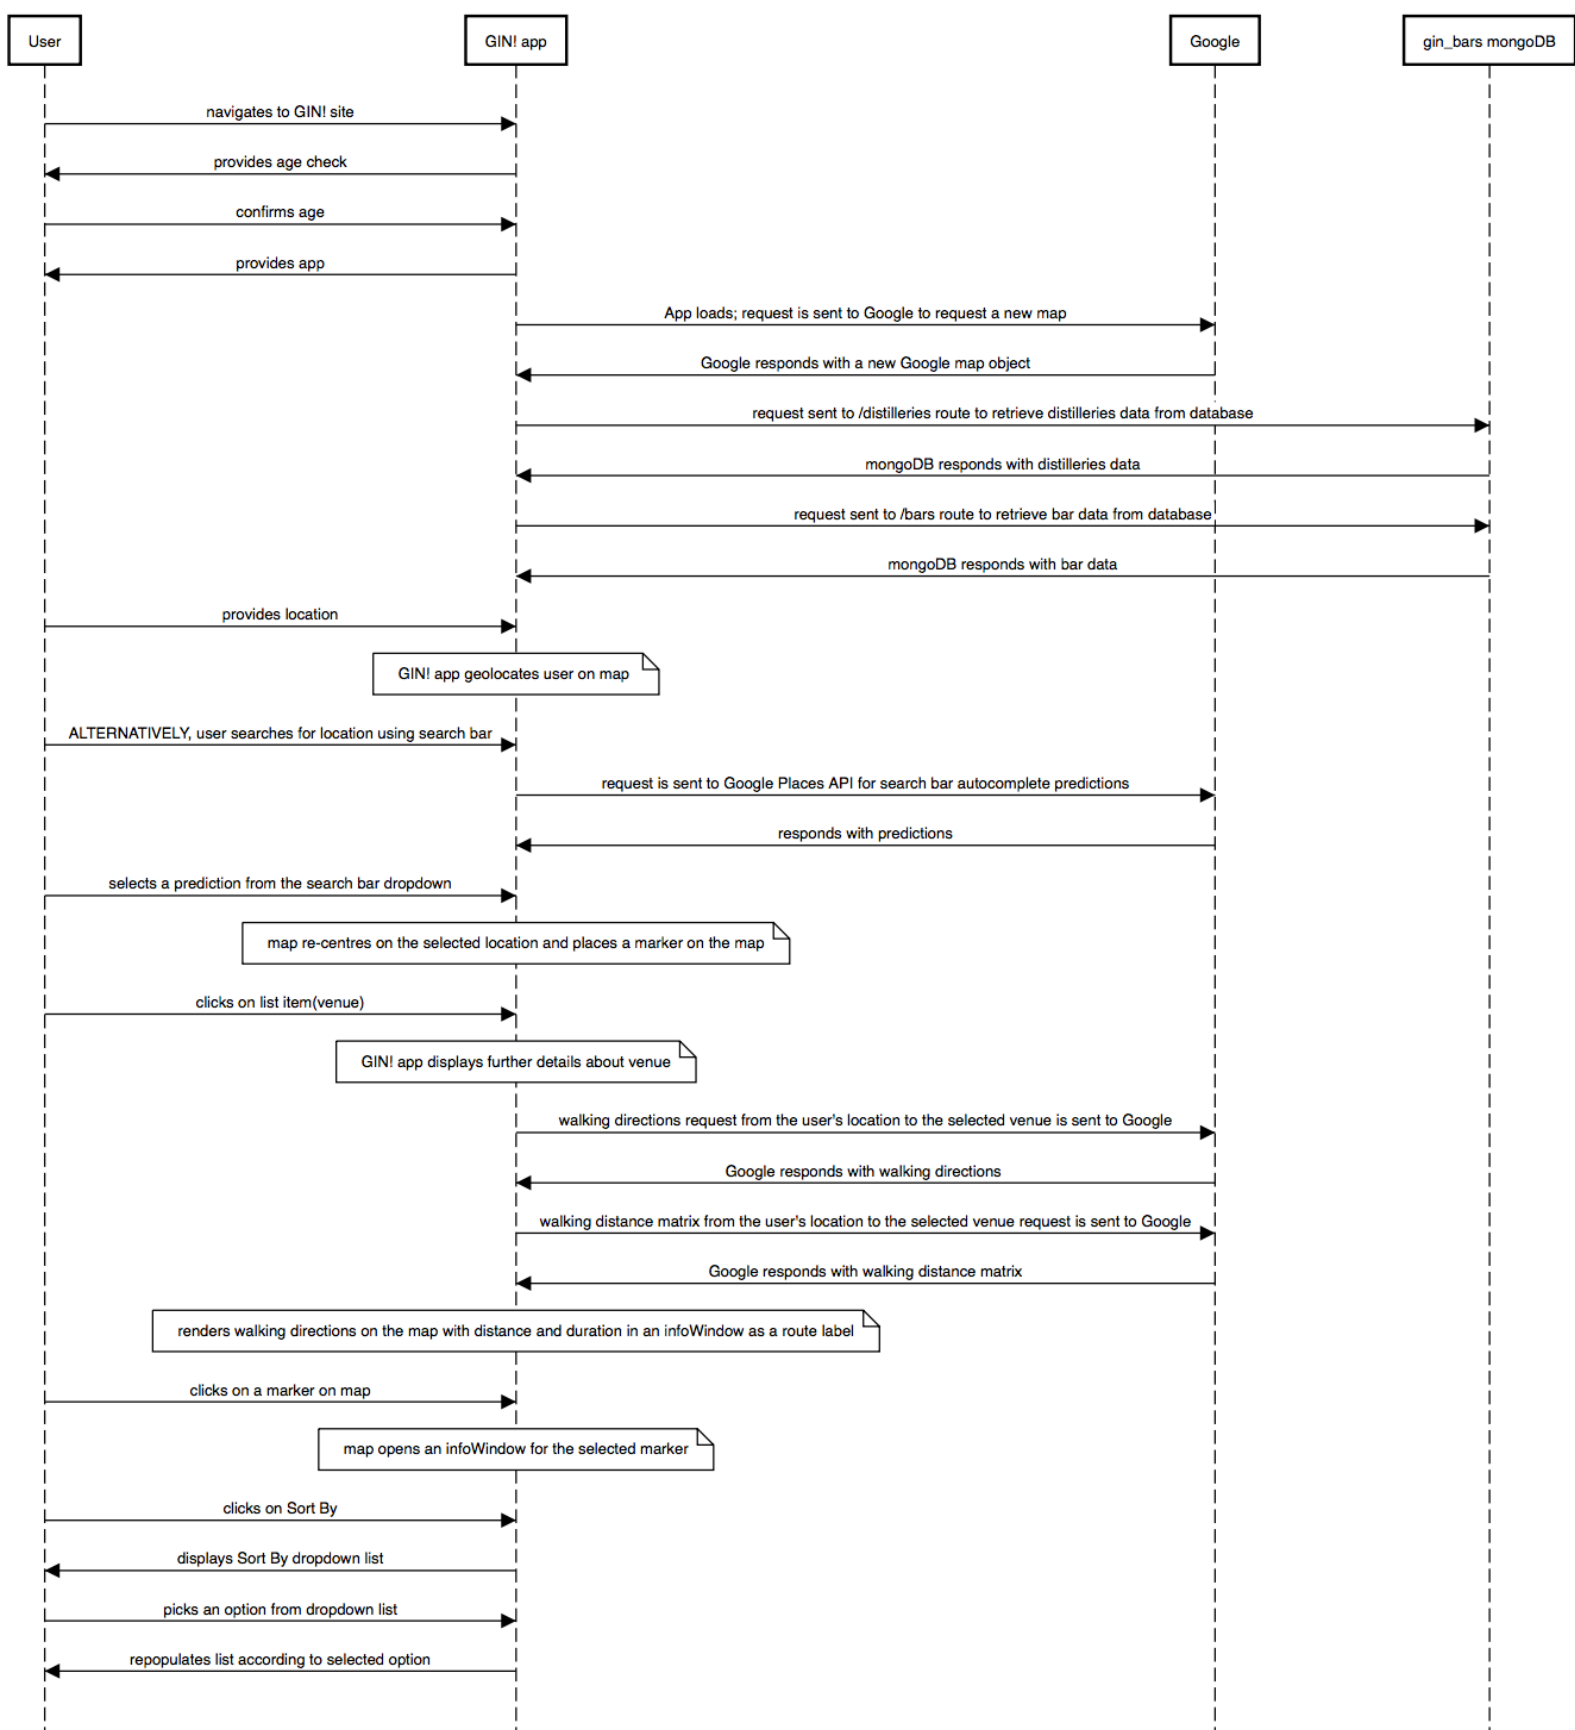 User
GIN! app
Google
gin_bars mongoDB
navigates to GIN! site
provides age check
confirms age
provides app
App loads; request is sent to Google to request a new map
Google responds with a new Google map object
request sent to /distilleries route to retrieve distilleries data from database
mongoDB responds with distilleries data
request sent to /bars route to retrieve bar data from database
mongoDB responds with bar data
provides location
GIN! app geolocates user on map
ALTERNATIVELY, user searches for location using search bar
request is sent to Google Places API for search bar autocomplete predictions
responds with predictions
selects a prediction from the search bar dropdown
map re-centres on the selected location and places a marker on the map
clicks on list item(venue)
GIN! app displays further details about venue
walking directions request from the user's location to the selected venue is sent to Google
Google responds with walking directions
walking distance matrix from the user's location to the selected venue request is sent to Google
Google responds with walking distance matrix
renders walking directions on the map with distance and duration in an infoWindow as a route label
clicks on a marker on map
map opens an infoWindow for the selected marker
clicks on Sort By
displays Sort By dropdown list
picks an option from dropdown list
repopulates list according to selected option